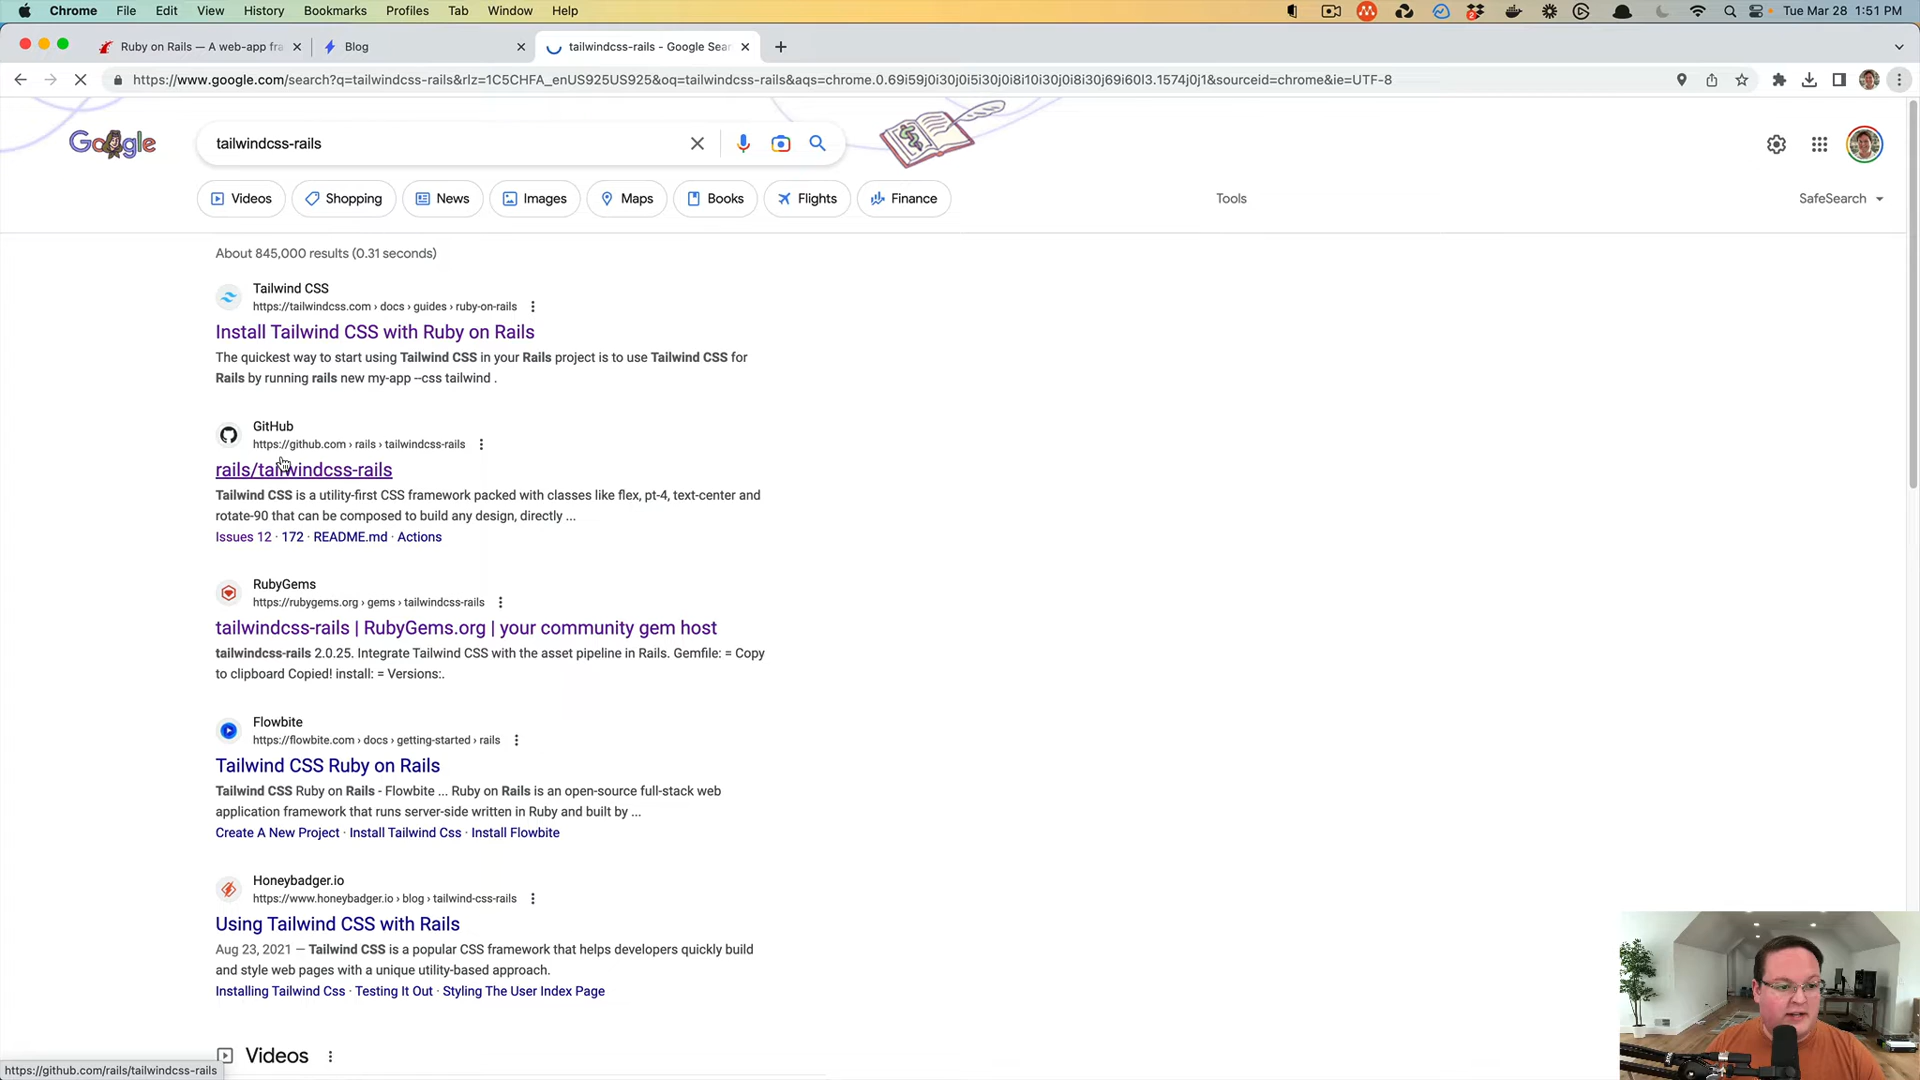 Chrome File Edit View History Bookmarks Profiles Tab Window Help Tue Mar 28 1:51 PM
Ruby on Rails — A web-app fra Blog tailwindcss-rails - Google Sear
https://www.google.com/search?q=tailwindcss-rails&rlz=1C5CHFA_enUS925US925&oq=tailwindcss-rails&aqs=chrome.0.69i59j0i30j0i5i30j0i8i10i30j0i8i30j69i60l3.1574j0j1&sourceid=chrome&ie=UTF-8
Google tailwindcss-rails
Videos Shopping News Images Maps Books Flights Finance Tools SafeSearch
About 845,000 results (0.31 seconds)
Tailwind CSS
https://tailwindcss.com › docs › guides › ruby-on-rails
Install Tailwind CSS with Ruby on Rails
The quickest way to start using Tailwind CSS in your Rails project is to use Tailwind CSS for
Rails by running rails new my-app --css tailwind .
GitHub
https://github.com › rails › tailwindcss-rails
rails/tailwindcss-rails
Tailwind CSS is a utility-first CSS framework packed with classes like flex, pt-4, text-center and
rotate-90 that can be composed to build any design, directly ...
Issues 12 · 172 · README.md · Actions
RubyGems
https://rubygems.org › gems › tailwindcss-rails
tailwindcss-rails | RubyGems.org | your community gem host
tailwindcss-rails 2.0.25. Integrate Tailwind CSS with the asset pipeline in Rails. Gemfile: = Copy
to clipboard Copied! install: = Versions:.
Flowbite
https://flowbite.com › docs › getting-started › rails
Tailwind CSS Ruby on Rails
Tailwind CSS Ruby on Rails - Flowbite ... Ruby on Rails is an open-source full-stack web
application framework that runs server-side written in Ruby and built by ...
Create A New Project · Install Tailwind Css · Install Flowbite
Honeybadger.io
https://www.honeybadger.io › blog › tailwind-css-rails
Using Tailwind CSS with Rails
Aug 23, 2021 — Tailwind CSS is a popular CSS framework that helps developers quickly build
and style web pages with a unique utility-based approach.
Installing Tailwind Css · Testing It Out · Styling The User Index Page
Videos
https://github.com/rails/tailwindcss-rails